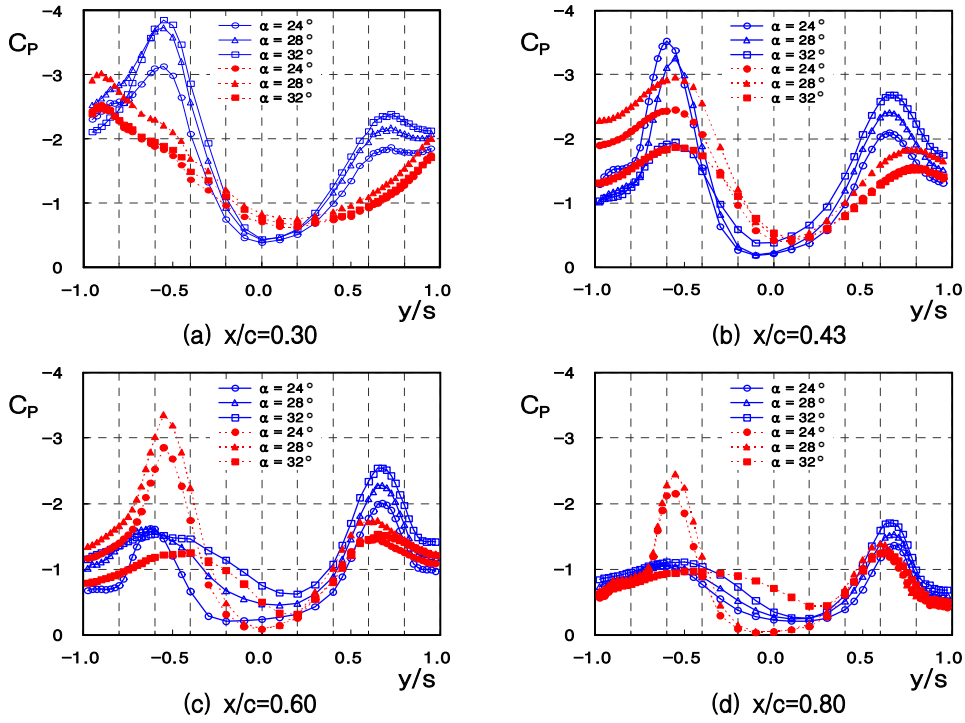 −4
C_P
−3
−2
−1
0
α = 24°
α = 28°
α = 32°
α = 24°
α = 28°
α = 32°
−1.0 −0.5 0.0 0.5 1.0
y/s
(a) x/c=0.30
−4
C_P
−3
−2
−1
0
α = 24°
α = 28°
α = 32°
α = 24°
α = 28°
α = 32°
−1.0 −0.5 0.0 0.5 1.0
y/s
(b) x/c=0.43
−4
C_P
−3
−2
−1
0
α = 24°
α = 28°
α = 32°
α = 24°
α = 28°
α = 32°
−1.0 −0.5 0.0 0.5 1.0
y/s
(c) x/c=0.60
−4
C_P
−3
−2
−1
0
α = 24°
α = 28°
α = 32°
α = 24°
α = 28°
α = 32°
−1.0 −0.5 0.0 0.5 1.0
y/s
(d) x/c=0.80